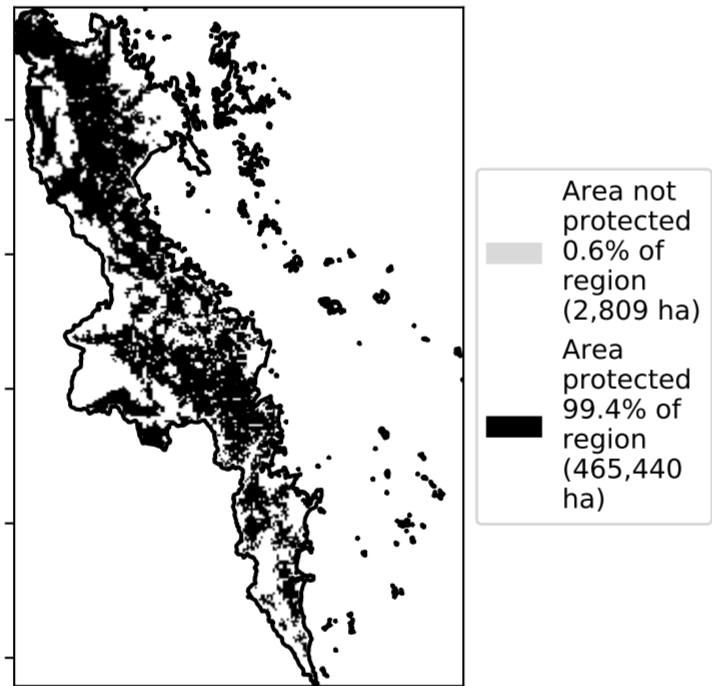 Area not
protected
0.6% of
region
(2,809 ha)
Area
protected
99.4% of
region
(465,440
ha)